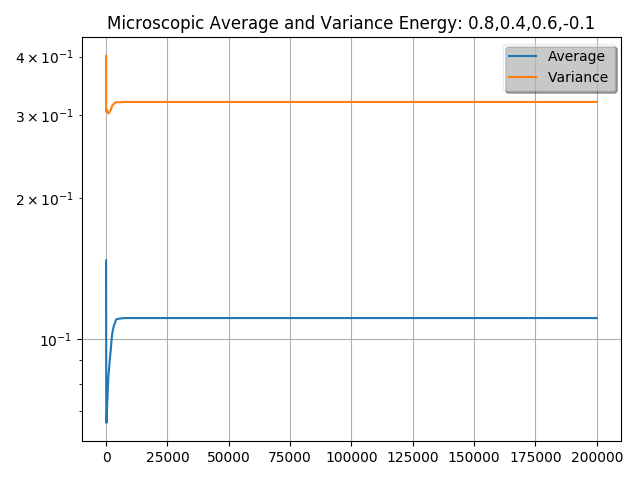 Microscopic Average and Variance Energy: 0.8,0.4,0.6,-0.1
4 × 10⁻¹
3 × 10⁻¹
2 × 10⁻¹
10⁻¹
Average
Variance
0 25000 50000 75000 100000 125000 150000 175000 200000